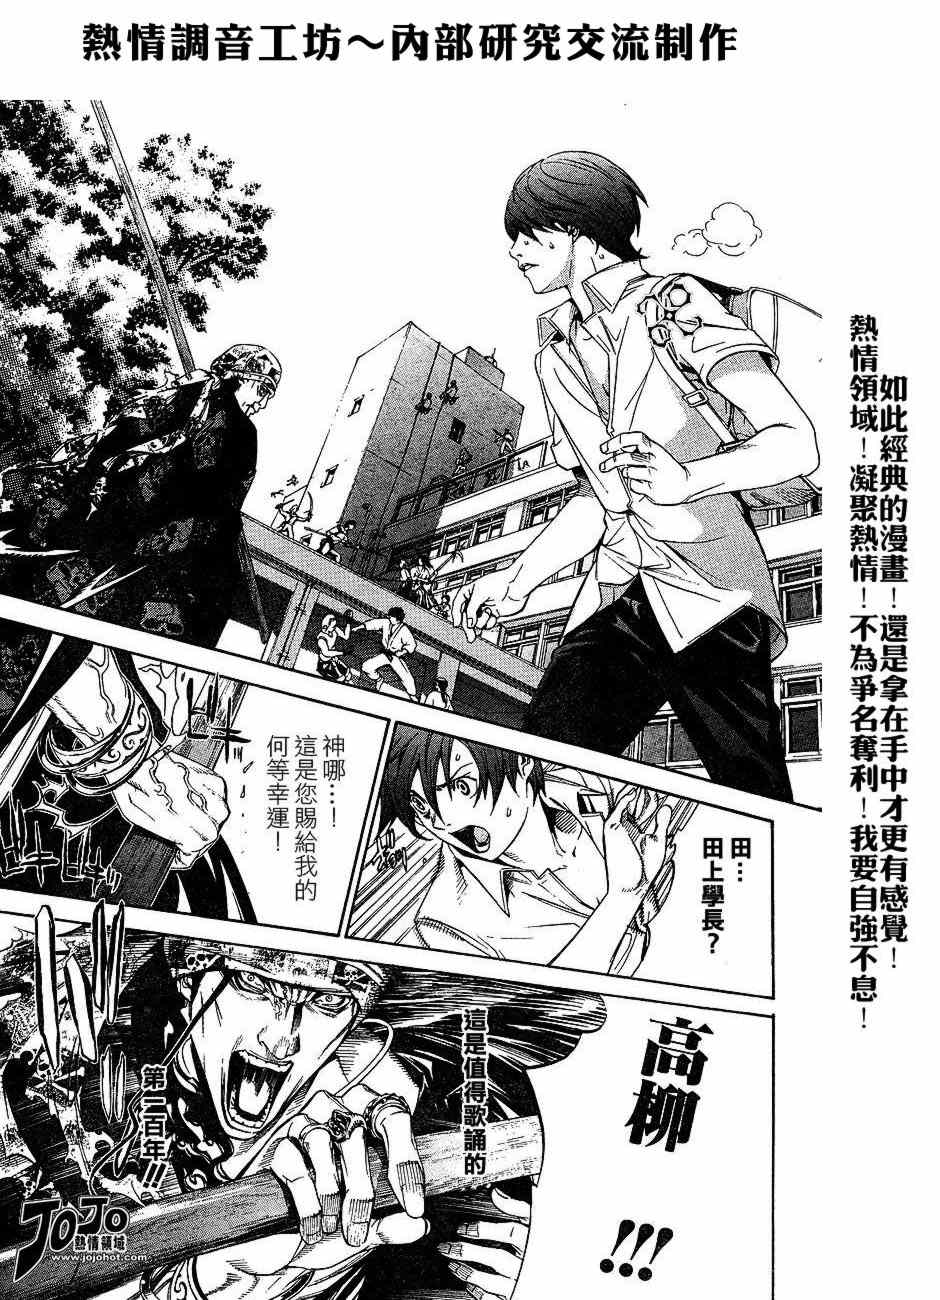 熱情調音工坊～內部研究交流制作
如此經典的漫畫！還是拿在手中才更有感覺！
熱情領域！凝聚熱情！不為爭名奪利！我要自強不息！
田…
田上學長？
神哪…！
這是您賜給我的
何等幸運！
高柳
!!!
這是值得歌誦的
第一百年!!
JOJO
熱情領域
www.jojohot.com